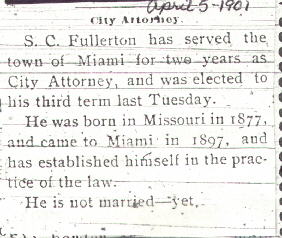 April 5-1901
City Attorney.
S. C. Fullerton has served the
town of Miami for two years as
City Attorney, and was elected to
his third term last Tuesday.
He was born in Missouri in 1877,
and came to Miami in 1897, and
has established himself in the prac-
tice of the law.
He is not married—yet.